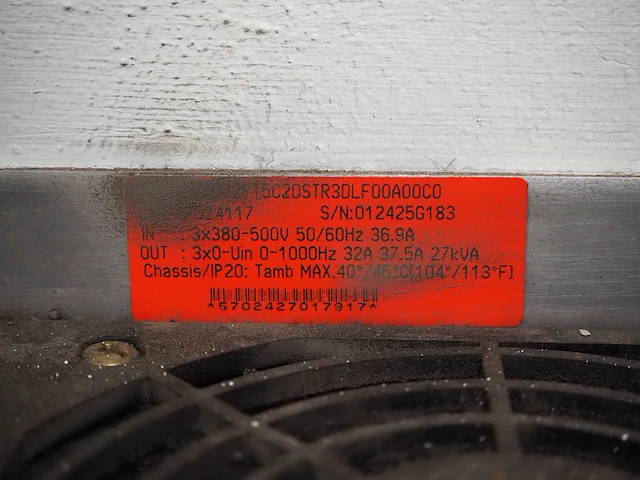 T5C20STR3DLF00A00C0
S/N:012425G183
IN : 3x380-500V 50/60Hz 36.9A
OUT : 3x0-Uin 0-1000Hz 32A 37.5A 27kVA
Chassis/IP20: Tamb MAX.40°/45°C(104°/113°F)
*5702427017917*